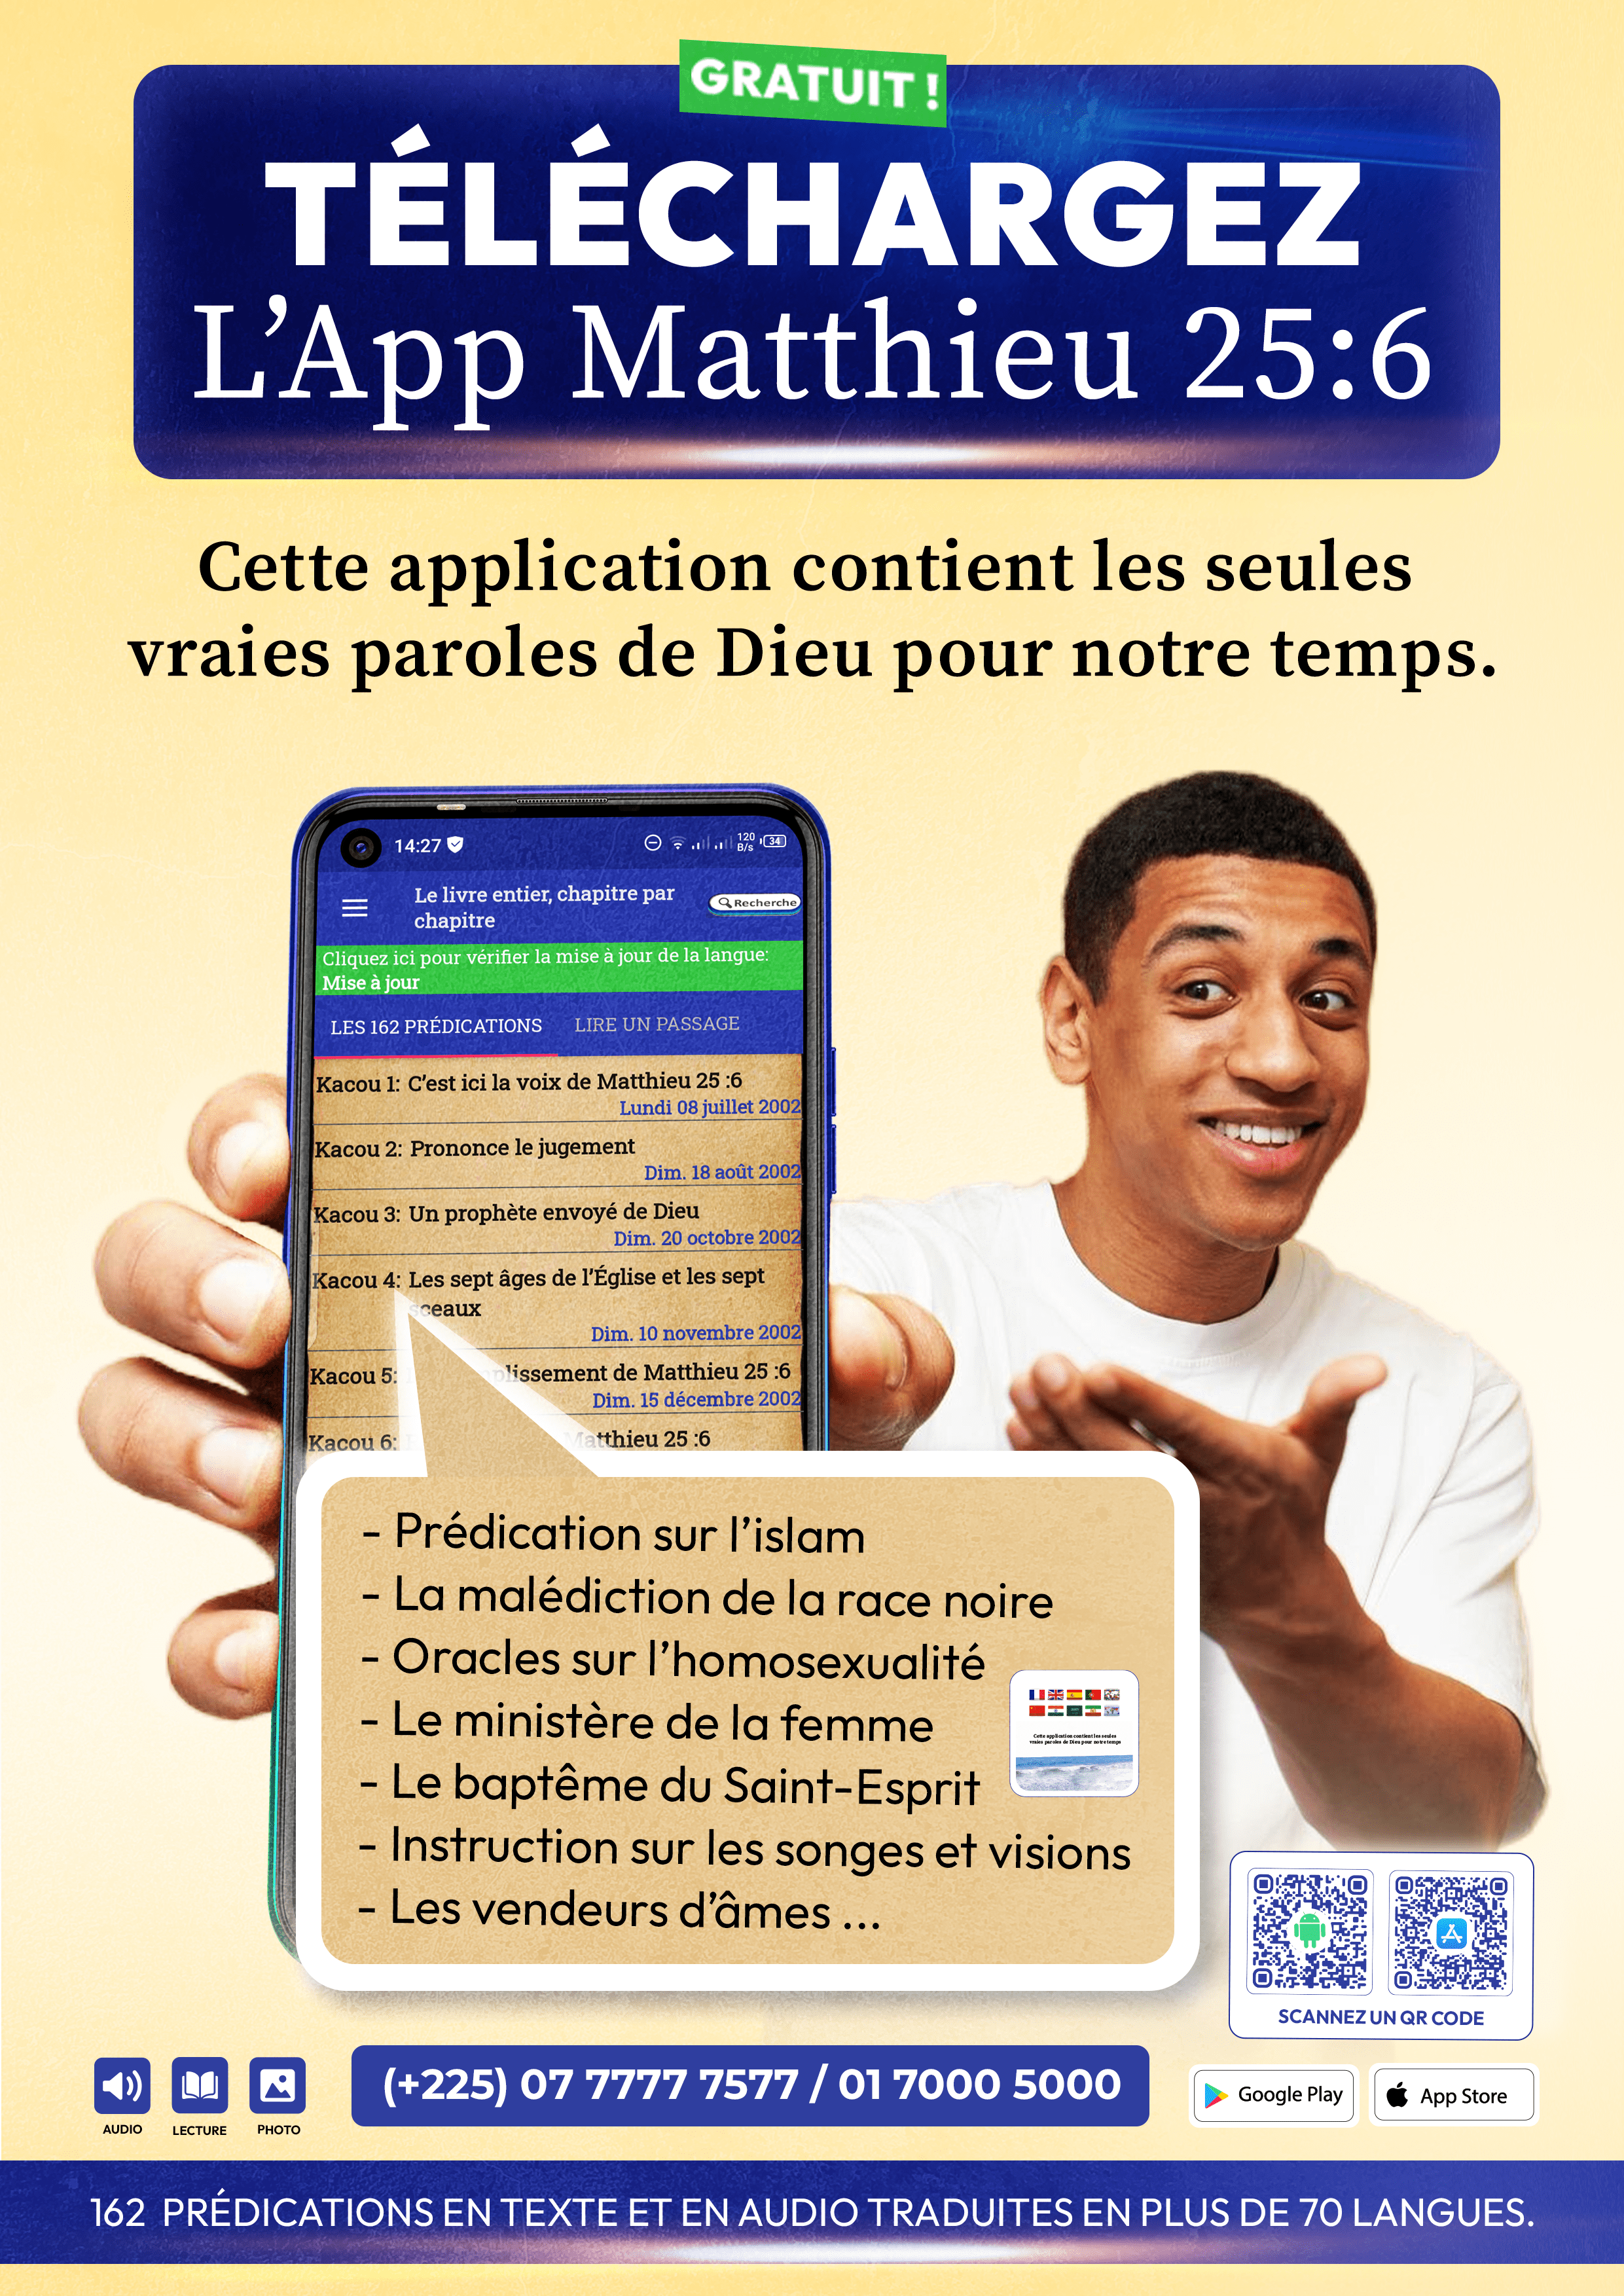 GRATUIT !
TÉLÉCHARGEZ
L’App Matthieu 25:6
Cette application contient les seules
vraies paroles de Dieu pour notre temps.
14:27
120
B/s
34
Le livre entier, chapitre par
chapitre
Recherche
Cliquez ici pour vérifier la mise à jour de la langue:
Mise à jour
LES 162 PRÉDICATIONS LIRE UN PASSAGE
Kacou 1: C’est ici la voix de Matthieu 25 :6
Lundi 08 juillet 2002
Kacou 2: Prononce le jugement
Dim. 18 août 2002
Kacou 3: Un prophète envoyé de Dieu
Dim. 20 octobre 2002
Kacou 4: Les sept âges de l’Église et les sept
sceaux
Dim. 10 novembre 2002
Kacou 5: plissement de Matthieu 25 :6
Dim. 15 décembre 2002
Kacou 6: Matthieu 25 :6
- Prédication sur l’islam
- La malédiction de la race noire
- Oracles sur l’homosexualité
- Le ministère de la femme
- Le baptême du Saint-Esprit
- Instruction sur les songes et visions
- Les vendeurs d’âmes ...
Cette application contient les seules
vraies paroles de Dieu pour notre temps
SCANNEZ UN QR CODE
AUDIO
LECTURE
PHOTO
(+225) 07 7777 7577 / 01 7000 5000
Google Play
App Store
162 PRÉDICATIONS EN TEXTE ET EN AUDIO TRADUITES EN PLUS DE 70 LANGUES.